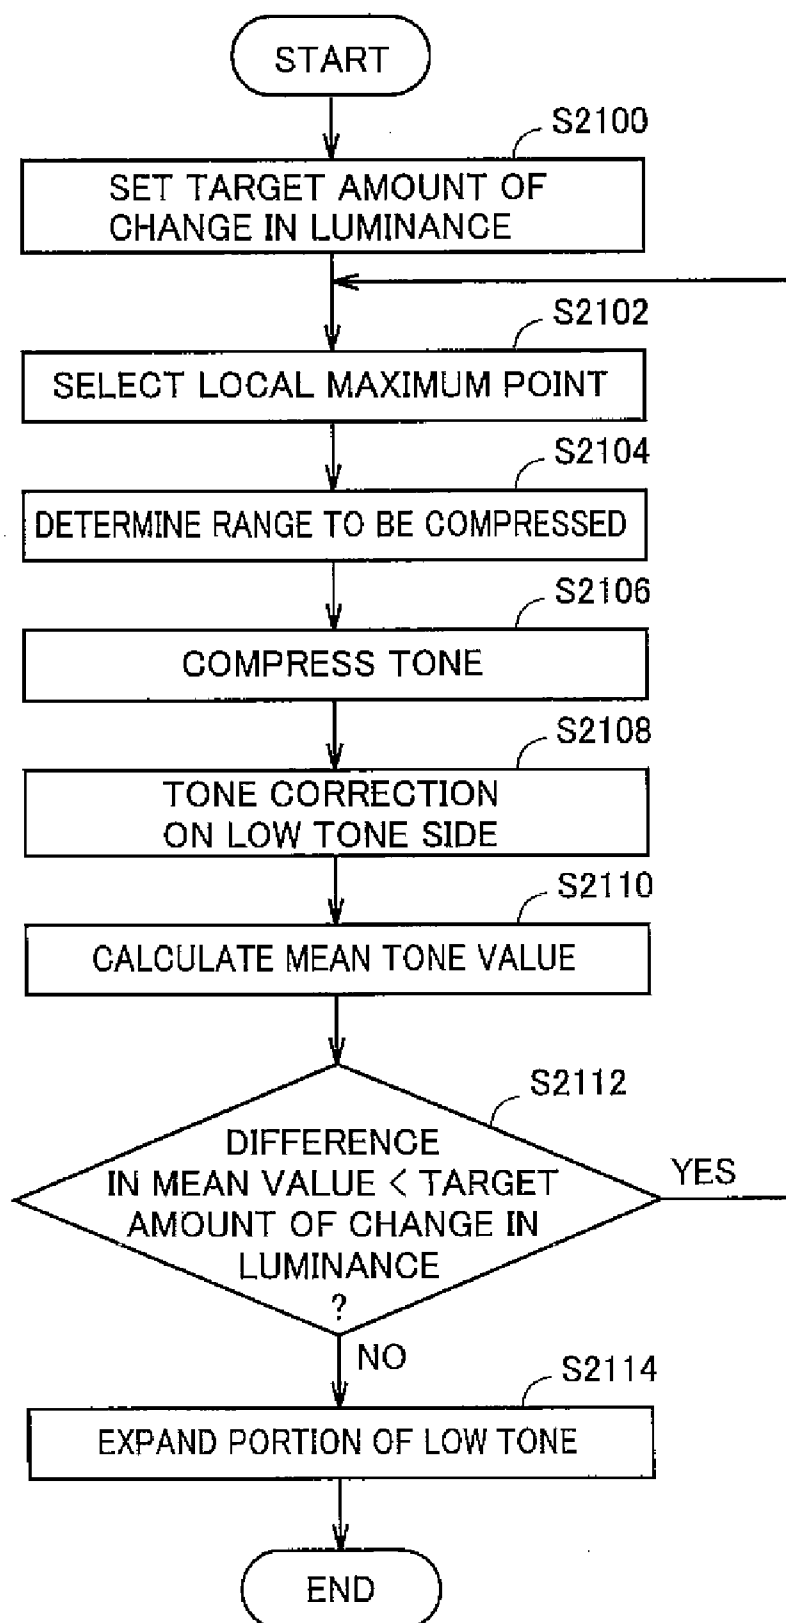 START
S2100
SET TARGET AMOUNT OF
CHANGE IN LUMINANCE
S2102
SELECT LOCAL MAXIMUM POINT
S2104
DETERMINE RANGE TO BE COMPRESSED
S2106
COMPRESS TONE
S2108
TONE CORRECTION
ON LOW TONE SIDE
S2110
CALCULATE MEAN TONE VALUE
S2112
DIFFERENCE
IN MEAN VALUE < TARGET
AMOUNT OF CHANGE IN
LUMINANCE
?
YES
NO
S2114
EXPAND PORTION OF LOW TONE
END